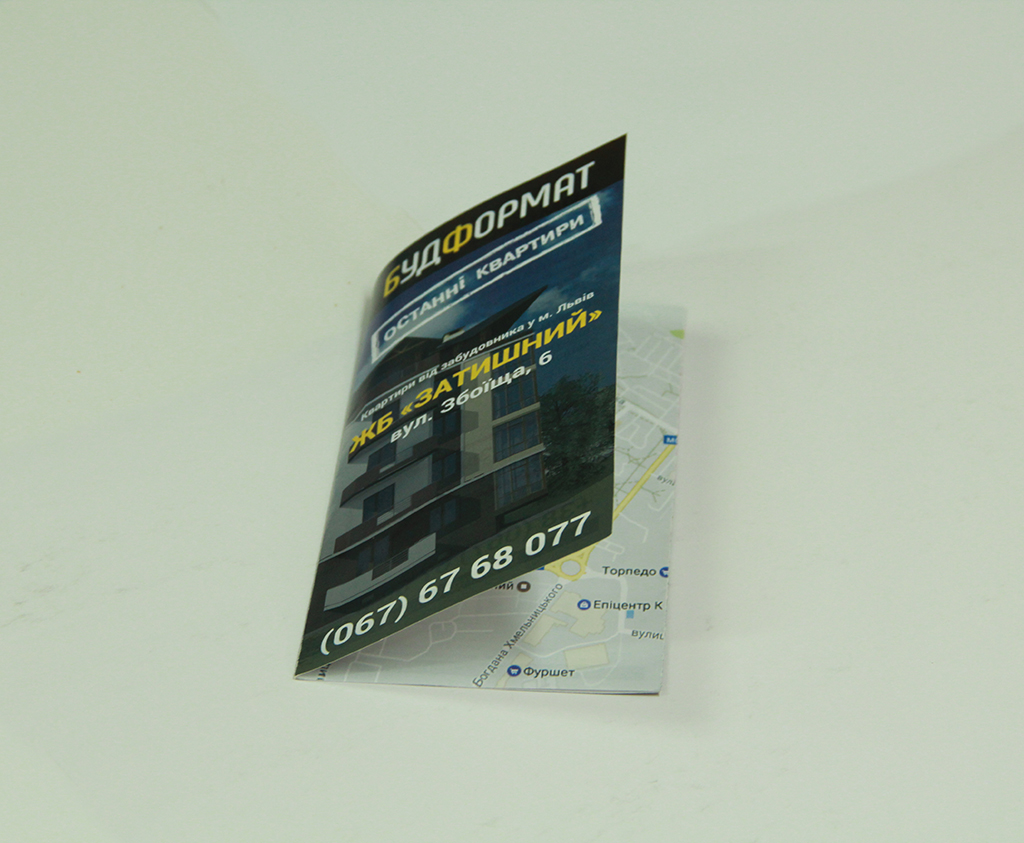 БУДФОРМАТ
ОСТАННІ КВАРТИРИ
Квартири від забудовника у м. Львів
ЖБ «ЗАТИШНИЙ»
вул. Збоїща, 6
(067) 67 68 077
Торпедо
Епіцентр К
Богдана Хмельницького
Фуршет